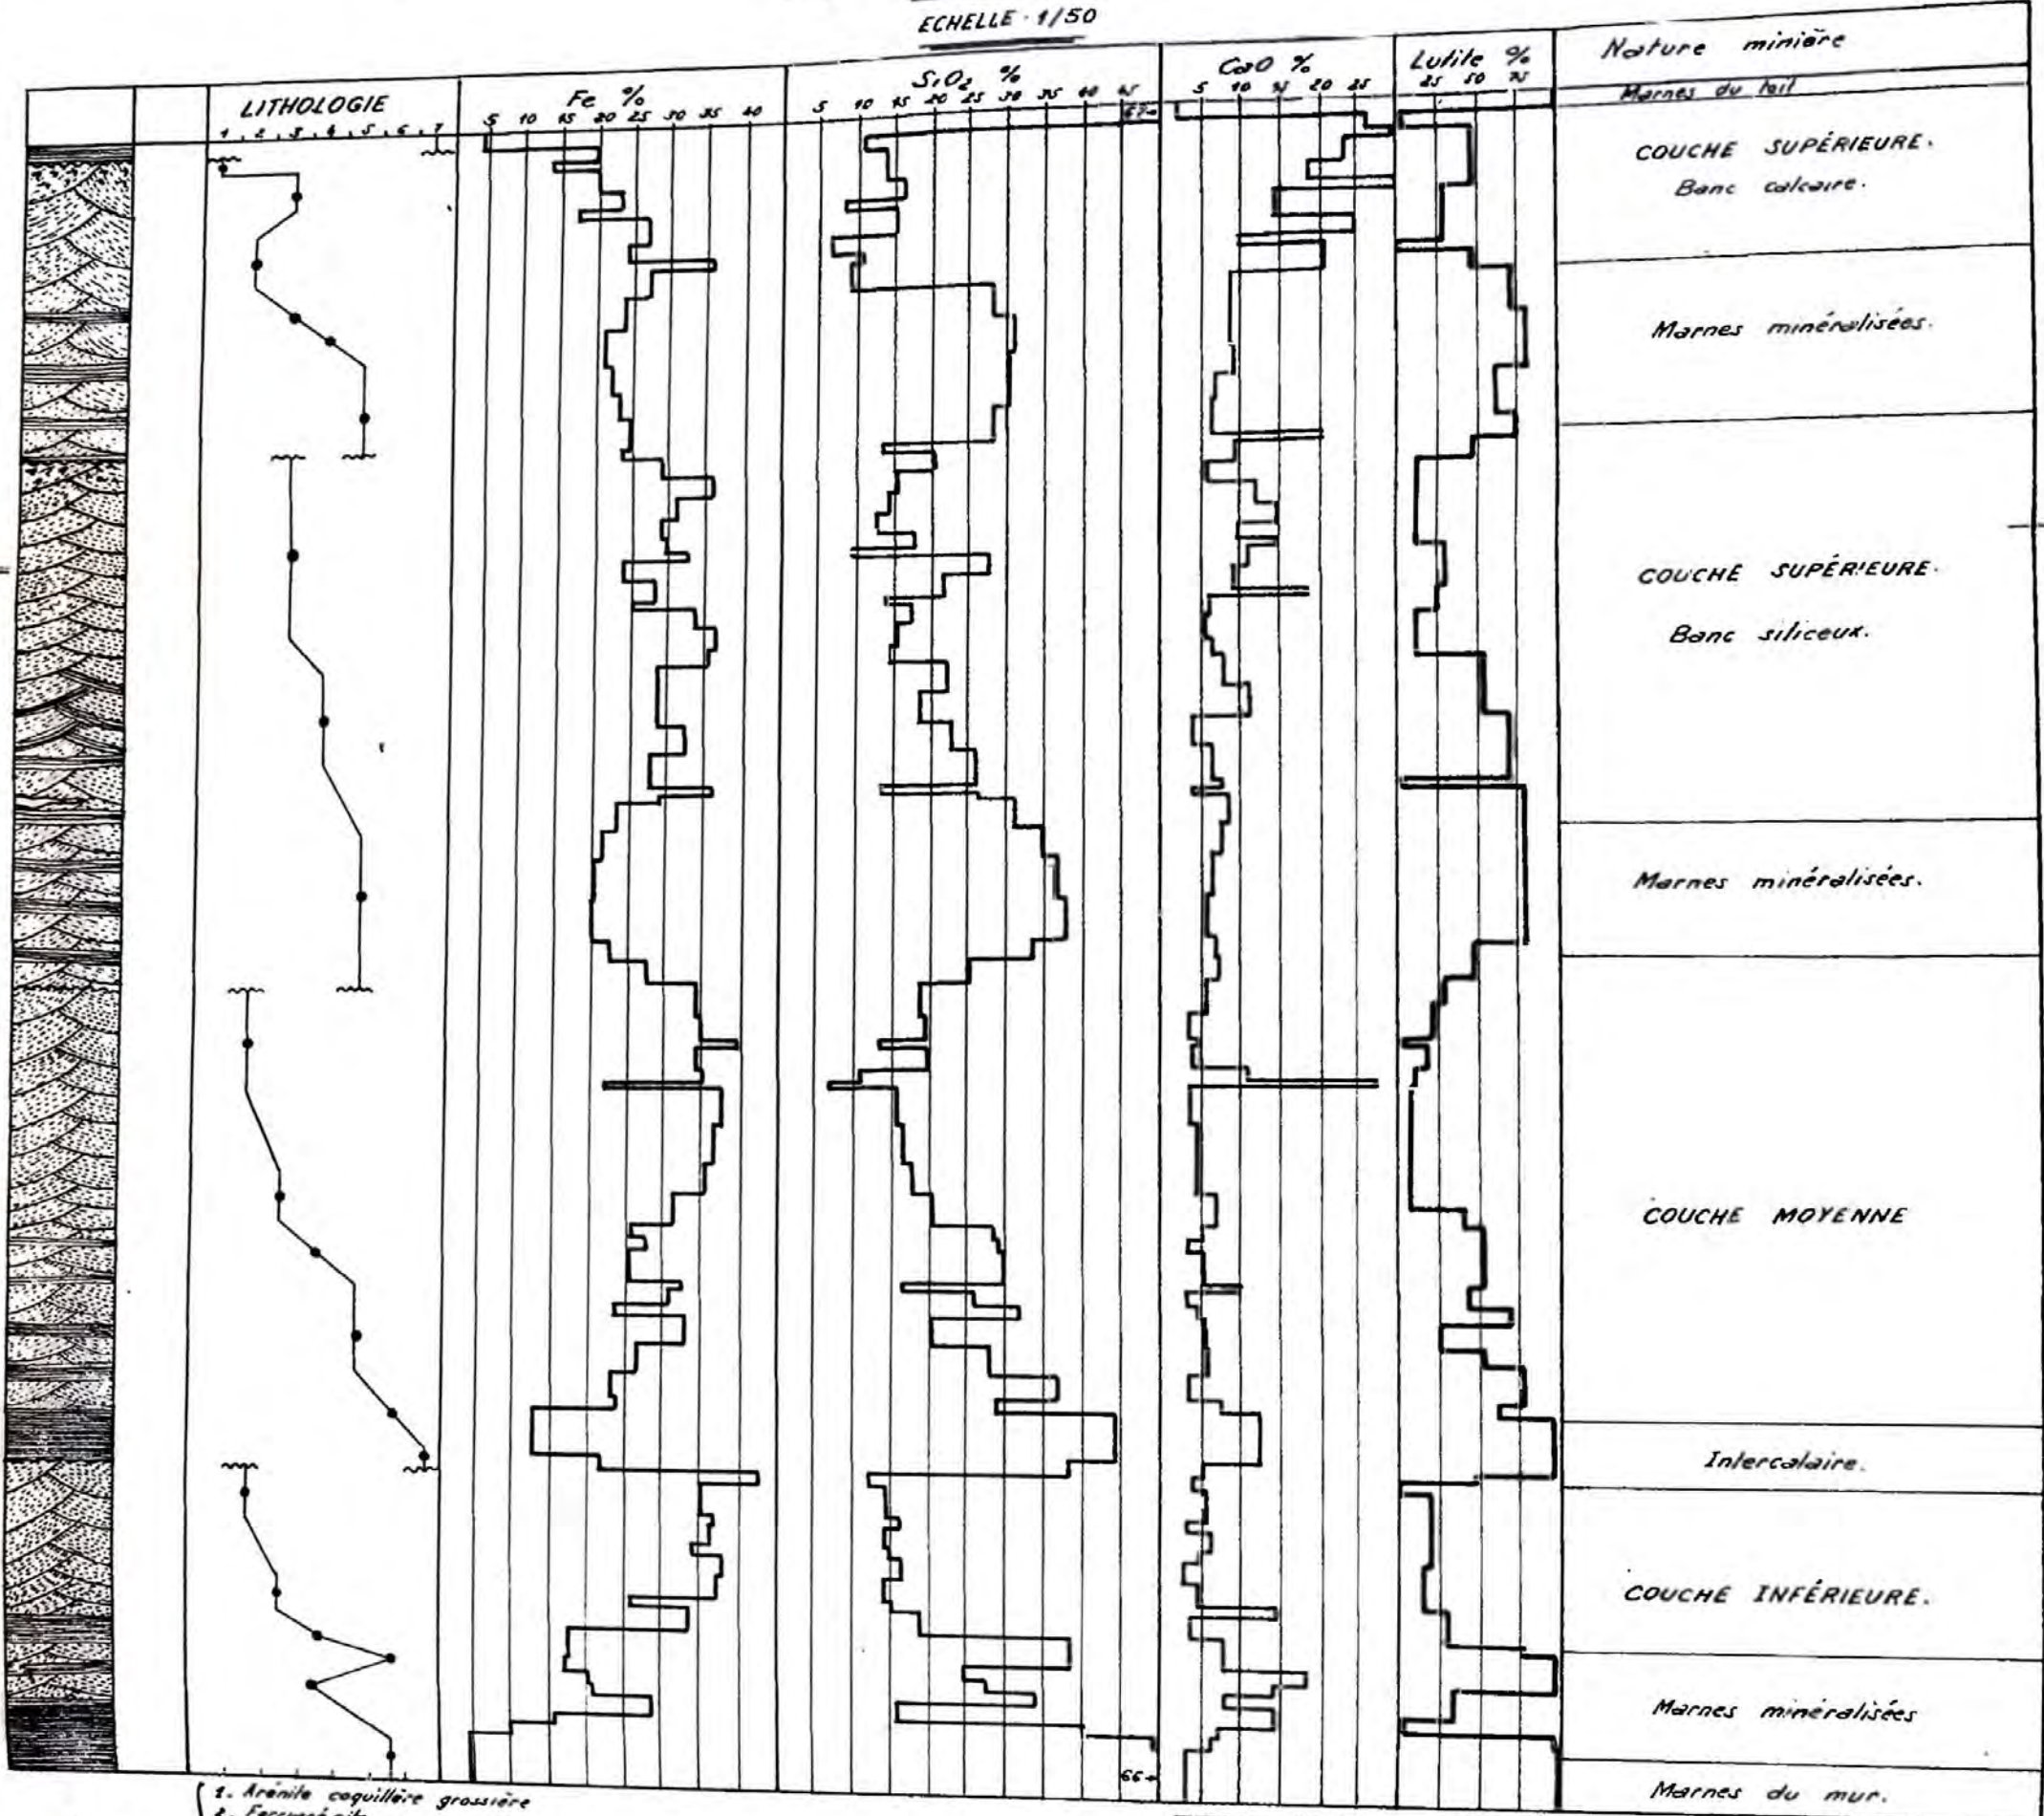 ECHELLE · 1/50
LITHOLOGIE
1 2 3 4 5 6 7
Fe %
5 10 15 20 25 30 35 40
SiO2 %
5 10 15 20 25 30 35 40 45
67
CaO %
5 10 15 20 25
Lutite %
25 50 75
Nature minière
Marnes du toit
COUCHE SUPÉRIEURE.
Banc calcaire.
Marnes minéralisées.
COUCHE SUPÉRIEURE.
Banc siliceux.
Marnes minéralisées.
COUCHE MOYENNE
Intercalaire.
COUCHE INFÉRIEURE.
Marnes minéralisées
66
Marnes du mur.
1. Arénite coquillère grossière
2.